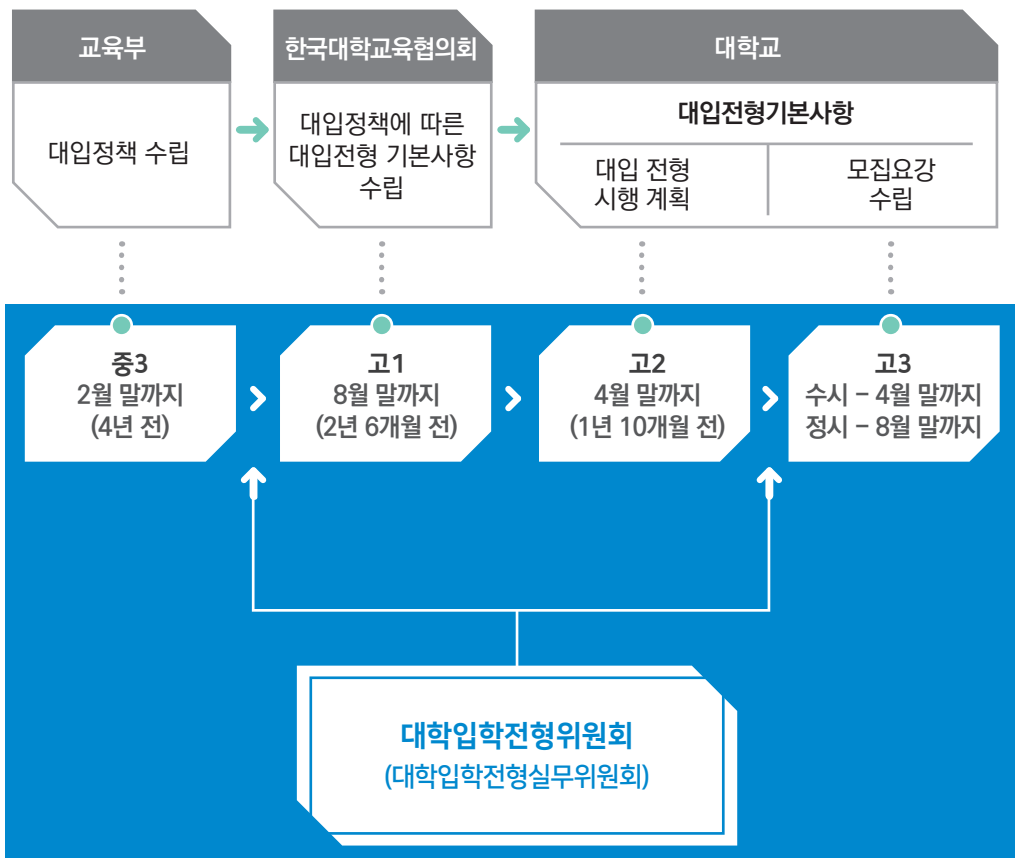 교육부
한국대학교육협의회
대학교
대입정책 수립
대입정책에 따른
대입전형 기본사항
수립
대입전형기본사항
대입 전형
시행 계획
모집요강
수립
중3
2월 말까지
(4년 전)
고1
8월 말까지
(2년 6개월 전)
고2
4월 말까지
(1년 10개월 전)
고3
수시 – 4월 말까지
정시 – 8월 말까지
대학입학전형위원회
(대학입학전형실무위원회)